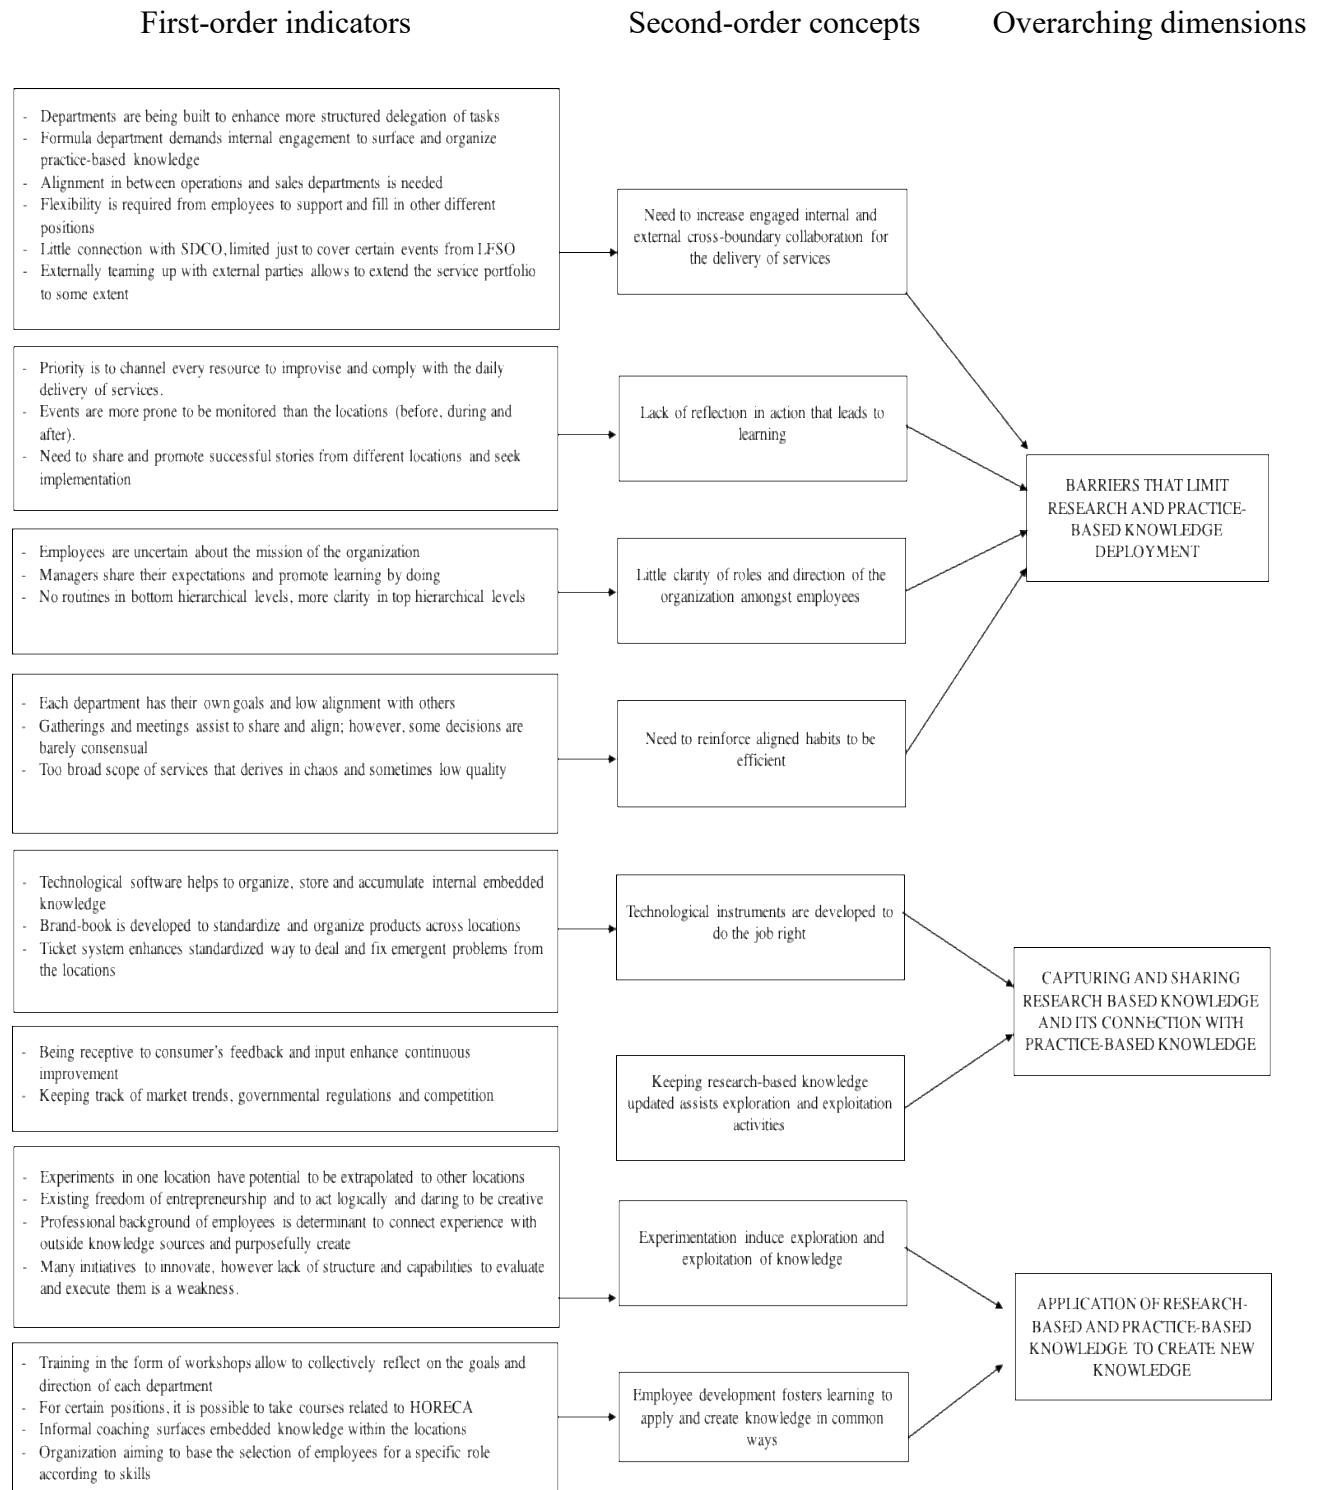 First-order indicators
Second-order concepts
Overarching dimensions
- Departments are being built to enhance more structured delegation of tasks
- Formula department demands internal engagement to surface and organize
practice-based knowledge
- Alignment in between operations and sales departments is needed
- Flexibility is required from employees to support and fill in other different
positions
- Little connection with SDCO, limited just to cover certain events from LFSO
- Externally teaming up with external parties allows to extend the service portfolio
to some extent
Need to increase engaged internal and
external cross-boundary collaboration for
the delivery of services
- Priority is to channel every resource to improvise and comply with the daily
delivery of services.
- Events are more prone to be monitored than the locations (before, during and
after).
- Need to share and promote successful stories from different locations and seek
implementation
Lack of reflection in action that leads to
learning
- Employees are uncertain about the mission of the organization
- Managers share their expectations and promote learning by doing
- No routines in bottom hierarchical levels, more clarity in top hierarchical levels
Little clarity of roles and direction of the
organization amongst employees
- Each department has their own goals and low alignment with others
- Gatherings and meetings assist to share and align; however, some decisions are
barely consensual
- Too broad scope of services that derives in chaos and sometimes low quality
Need to reinforce aligned habits to be
efficient
BARRIERS THAT LIMIT
RESEARCH AND PRACTICE-
BASED KNOWLEDGE
DEPLOYMENT
- Technological software helps to organize, store and accumulate internal embedded
knowledge
- Brand-book is developed to standardize and organize products across locations
- Ticket system enhances standardized way to deal and fix emergent problems from
the locations
Technological instruments are developed to
do the job right
- Being receptive to consumer's feedback and input enhance continuous
improvement
- Keeping track of market trends, governmental regulations and competition
Keeping research-based knowledge
updated assists exploration and exploitation
activities
CAPTURING AND SHARING
RESEARCH BASED KNOWLEDGE
AND ITS CONNECTION WITH
PRACTICE-BASED KNOWLEDGE
- Experiments in one location have potential to be extrapolated to other locations
- Existing freedom of entrepreneurship and to act logically and daring to be creative
- Professional background of employees is determinant to connect experience with
outside knowledge sources and purposefully create
- Many initiatives to innovate, however lack of structure and capabilities to evaluate
and execute them is a weakness.
Experimentation induce exploration and
exploitation of knowledge
- Training in the form of workshops allow to collectively reflect on the goals and
direction of each department
- For certain positions, it is possible to take courses related to HORECA
- Informal coaching surfaces embedded knowledge within the locations
- Organization aiming to base the selection of employees for a specific role
according to skills
Employee development fosters learning to
apply and create knowledge in common
ways
APPLICATION OF RESEARCH-
BASED AND PRACTICE-BASED
KNOWLEDGE TO CREATE NEW
KNOWLEDGE